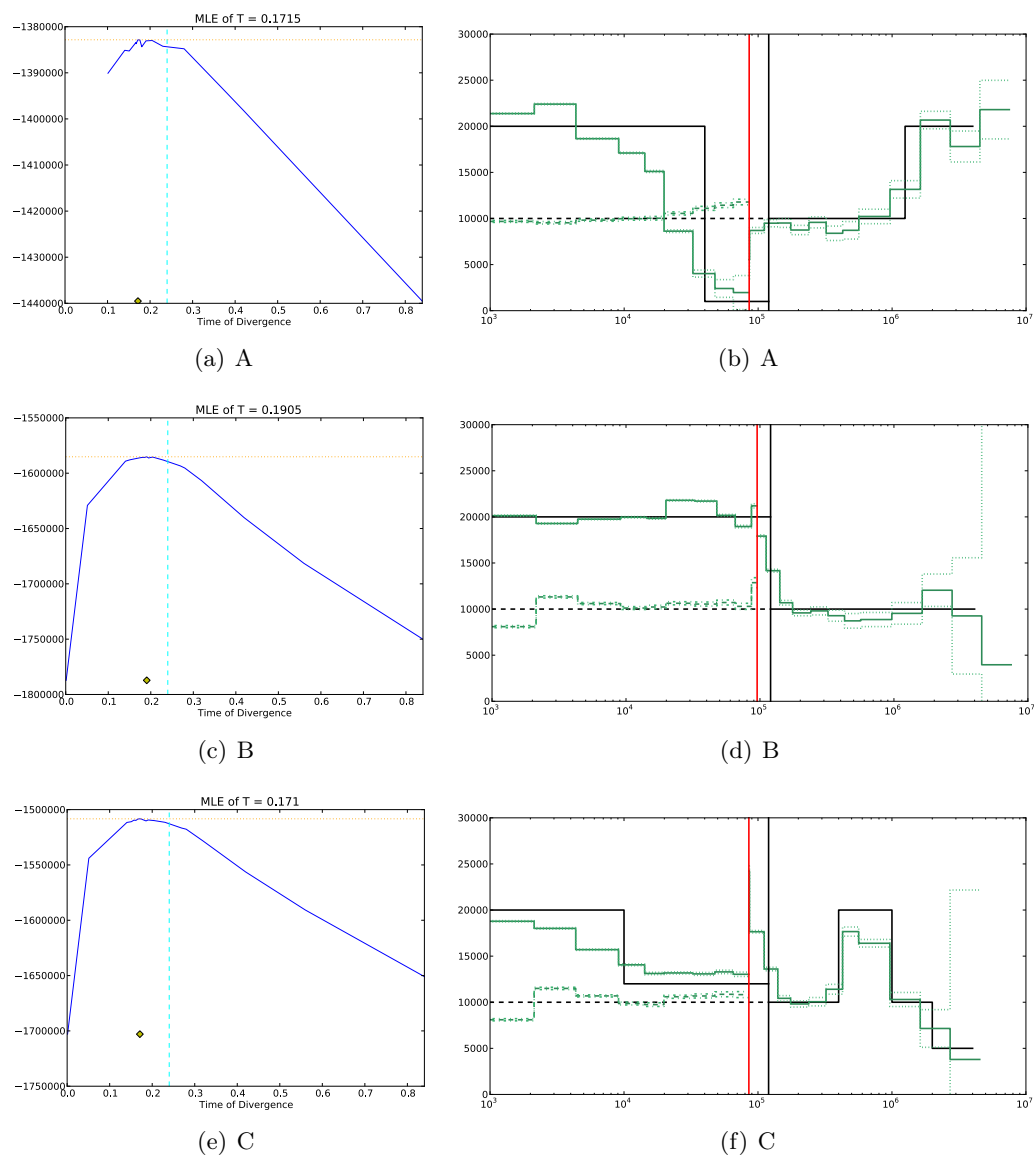 MLE of T = 0.1715
−1380000
−1390000
−1400000
−1410000
−1420000
−1430000
−1440000
0.0 0.1 0.2 0.3 0.4 0.5 0.6 0.7 0.8
Time of Divergence
(a) A
30000
25000
20000
15000
10000
5000
0
10³ 10⁴ 10⁵ 10⁶ 10⁷
(b) A
MLE of T = 0.1905
−1550000
−1600000
−1650000
−1700000
−1750000
−1800000
0.0 0.1 0.2 0.3 0.4 0.5 0.6 0.7 0.8
Time of Divergence
(c) B
30000
25000
20000
15000
10000
5000
0
10³ 10⁴ 10⁵ 10⁶ 10⁷
(d) B
MLE of T = 0.171
−1500000
−1550000
−1600000
−1650000
−1700000
−1750000
0.0 0.1 0.2 0.3 0.4 0.5 0.6 0.7 0.8
Time of Divergence
(e) C
30000
25000
20000
15000
10000
5000
0
10³ 10⁴ 10⁵ 10⁶ 10⁷
(f) C